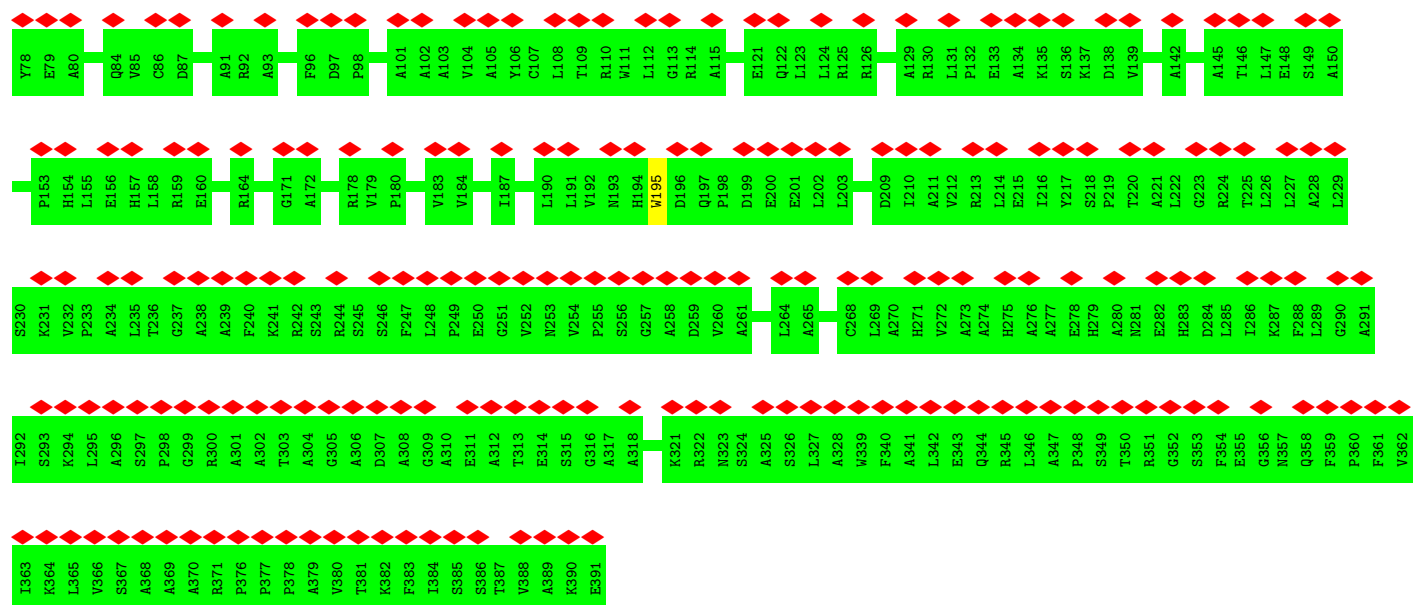 Y78 E79 A80 Q84 V85 C86 D87 A91 R92 A93 F96 D97 P98 A101 A102 A103 V104 A105 Y106 C107 L108 T109 R110 W111 L112 G113 R114 A115 E121 Q122 L123 L124 R125 R126 A129 R130 L131 P132 E133 A134 K135 S136 K137 D138 V139 A142 A145 T146 L147 E148 S149 A150
P153 H154 L155 E156 H157 L158 R159 E160 R164 G171 A172 R178 V179 P180 V183 V184 I187 L190 L191 V192 N193 H194 W195 D196 Q197 P198 D199 E200 E201 L202 L203 D209 I210 A211 V212 R213 L214 E215 I216 Y217 S218 P219 T220 A221 L222 G223 R224 T225 L226 L227 A228 L229
S230 K231 V232 P233 A234 L235 T236 G237 A238 A239 F240 K241 R242 S243 R244 S245 S246 F247 L248 P249 E250 G251 V252 N253 V254 P255 S256 G257 A258 D259 V260 A261 L264 A265 C268 L269 A270 H271 V272 A273 A274 H275 A276 A277 E278 H279 A280 N281 E282 H283 D284 L285 I286 K287 F288 L289 G290 A291
I292 S293 K294 L295 A296 S297 P298 G299 R300 A301 A302 T303 A304 G305 A306 D307 A308 G309 A310 E311 A312 T313 E314 S315 G316 A317 A318 K321 R322 N323 S324 A325 S326 L327 A328 W339 F340 A341 L342 E343 Q344 R345 L346 A347 P348 S349 T350 R351 G352 S353 F354 E355 G356 N357 Q358 F359 P360 F361 V362
I363 K364 L365 V366 S367 A368 A369 A370 R371 P376 P377 P378 A379 V380 T381 K382 F383 I384 S385 S386 T387 V388 A389 K390 E391